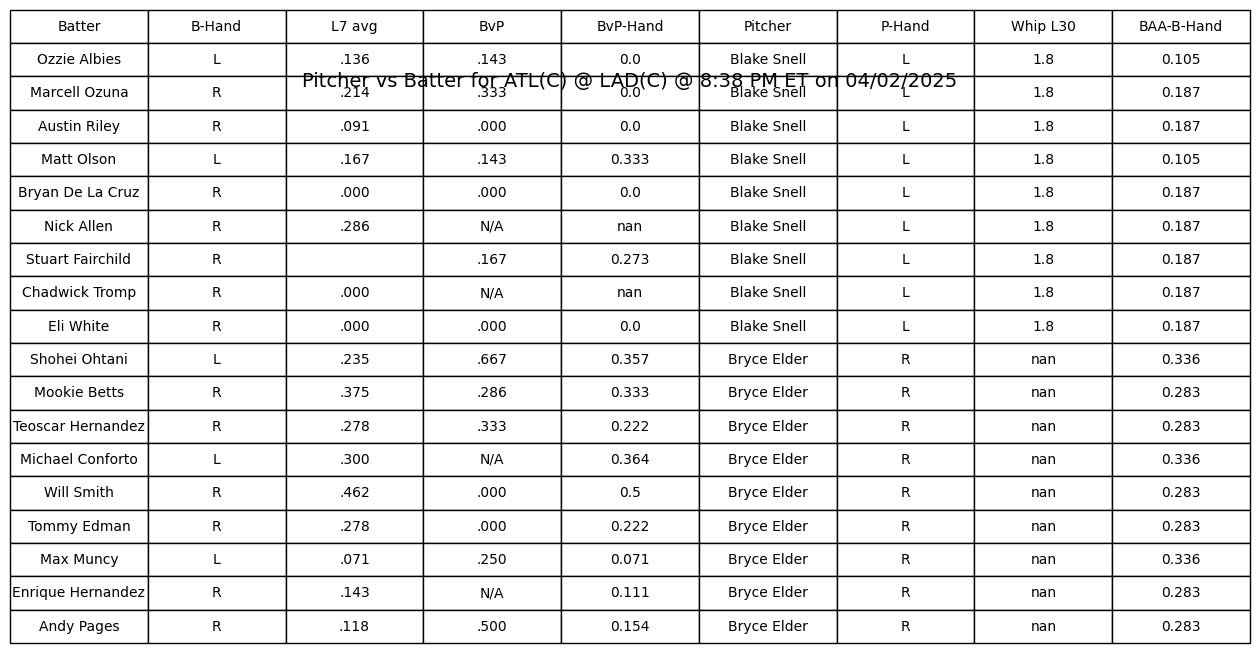 Batter B-Hand L7 avg BvP BvP-Hand Pitcher P-Hand Whip L30 BAA-B-Hand
Ozzie Albies L .136 .143 0.0 Blake Snell L 1.8 0.105
Pitcher vs Batter for ATL(C) @ LAD(C) @ 8:38 PM ET on 04/02/2025
Marcell Ozuna R .214 .333 0.0 Blake Snell L 1.8 0.187
Austin Riley R .091 .000 0.0 Blake Snell L 1.8 0.187
Matt Olson L .167 .143 0.333 Blake Snell L 1.8 0.105
Bryan De La Cruz R .000 .000 0.0 Blake Snell L 1.8 0.187
Nick Allen R .286 N/A nan Blake Snell L 1.8 0.187
Stuart Fairchild R .167 0.273 Blake Snell L 1.8 0.187
Chadwick Tromp R .000 N/A nan Blake Snell L 1.8 0.187
Eli White R .000 .000 0.0 Blake Snell L 1.8 0.187
Shohei Ohtani L .235 .667 0.357 Bryce Elder R nan 0.336
Mookie Betts R .375 .286 0.333 Bryce Elder R nan 0.283
Teoscar Hernandez R .278 .333 0.222 Bryce Elder R nan 0.283
Michael Conforto L .300 N/A 0.364 Bryce Elder R nan 0.336
Will Smith R .462 .000 0.5 Bryce Elder R nan 0.283
Tommy Edman R .278 .000 0.222 Bryce Elder R nan 0.283
Max Muncy L .071 .250 0.071 Bryce Elder R nan 0.336
Enrique Hernandez R .143 N/A 0.111 Bryce Elder R nan 0.283
Andy Pages R .118 .500 0.154 Bryce Elder R nan 0.283